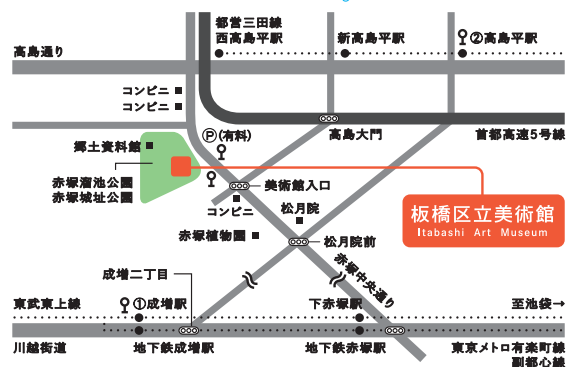 都営三田線
西高島平駅
新高島平駅
②高島平駅
高島通り
コンビニ
コンビニ
Ⓟ(有料)
高島大門
首都高速5号線
郷土資料館
赤塚溜池公園
赤塚城址公園
美術館入口
コンビニ
松月院
板橋区立美術館
Itabashi Art Museum
赤塚植物園
松月院前
赤塚中央通り
成増二丁目
東武東上線
①成増駅
下赤塚駅
至池袋→
川越街道
地下鉄成増駅
地下鉄赤塚駅
東京メトロ有楽町線
副都心線